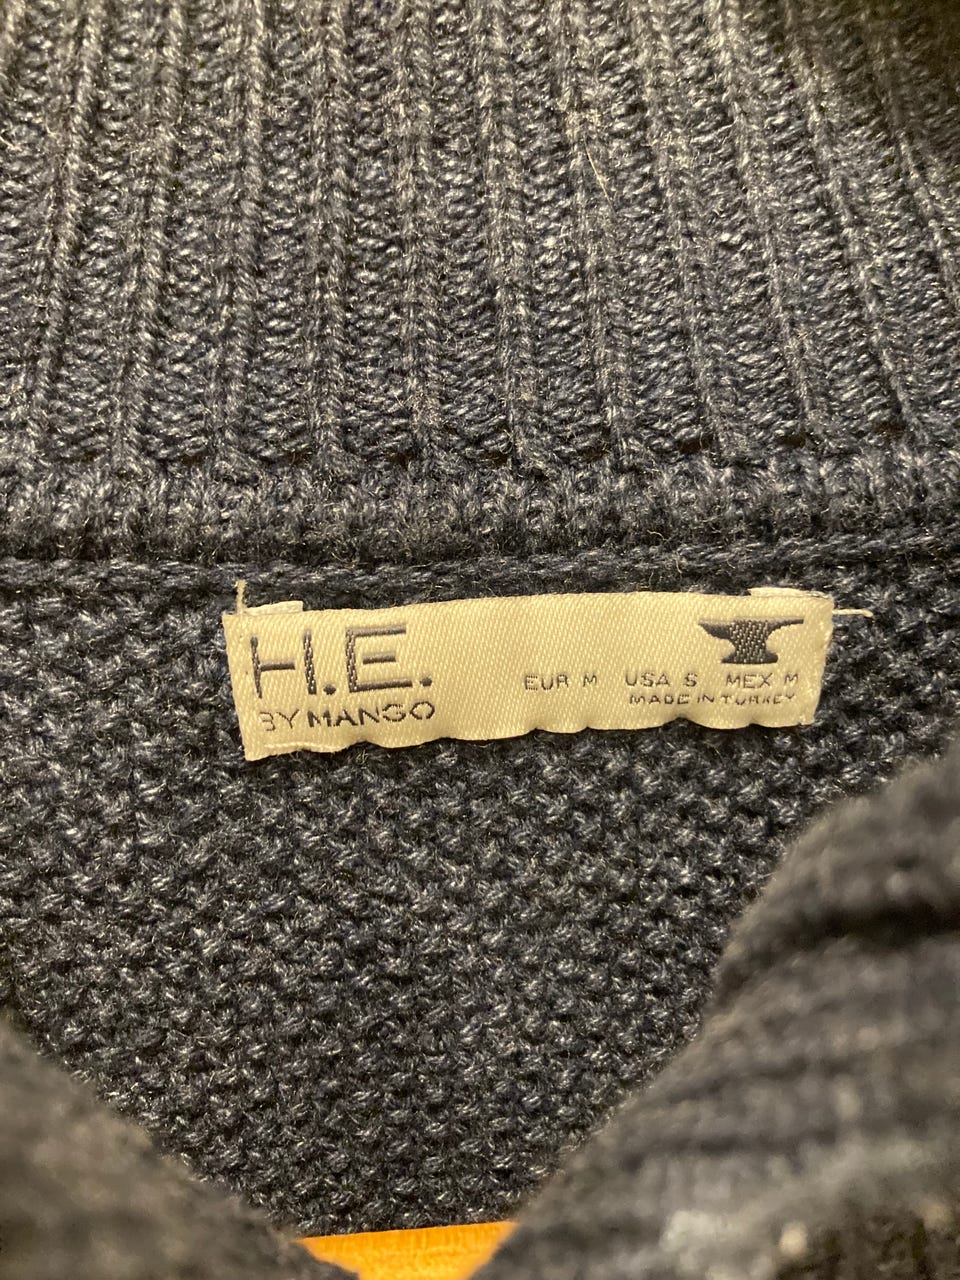 H.E.
BY MANGO
EUR M USA S MEX M
MADE IN TURKEY